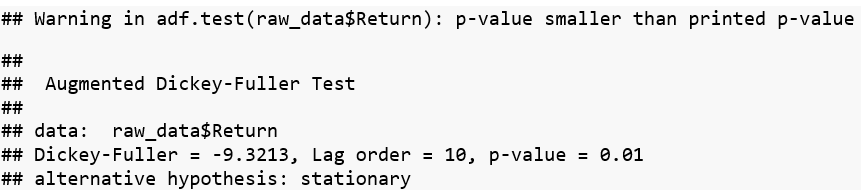 ## Warning in adf.test(raw_data$Return): p-value smaller than printed p-value
##
##  Augmented Dickey-Fuller Test
##
## data:  raw_data$Return
## Dickey-Fuller = -9.3213, Lag order = 10, p-value = 0.01
## alternative hypothesis: stationary